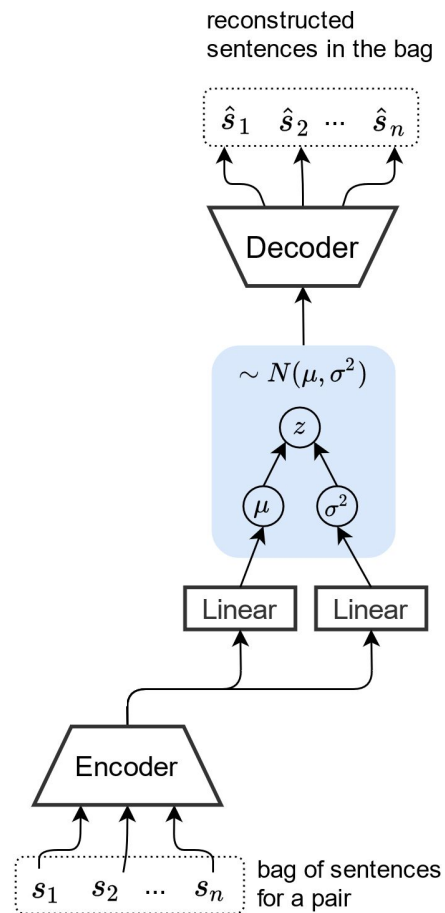 reconstructed
sentences in the bag
ŝ₁ ŝ₂ ... ŝₙ
Decoder
∼ N(μ, σ²)
z
μ σ²
Linear Linear
Encoder
s₁ s₂ ... sₙ
bag of sentences
for a pair